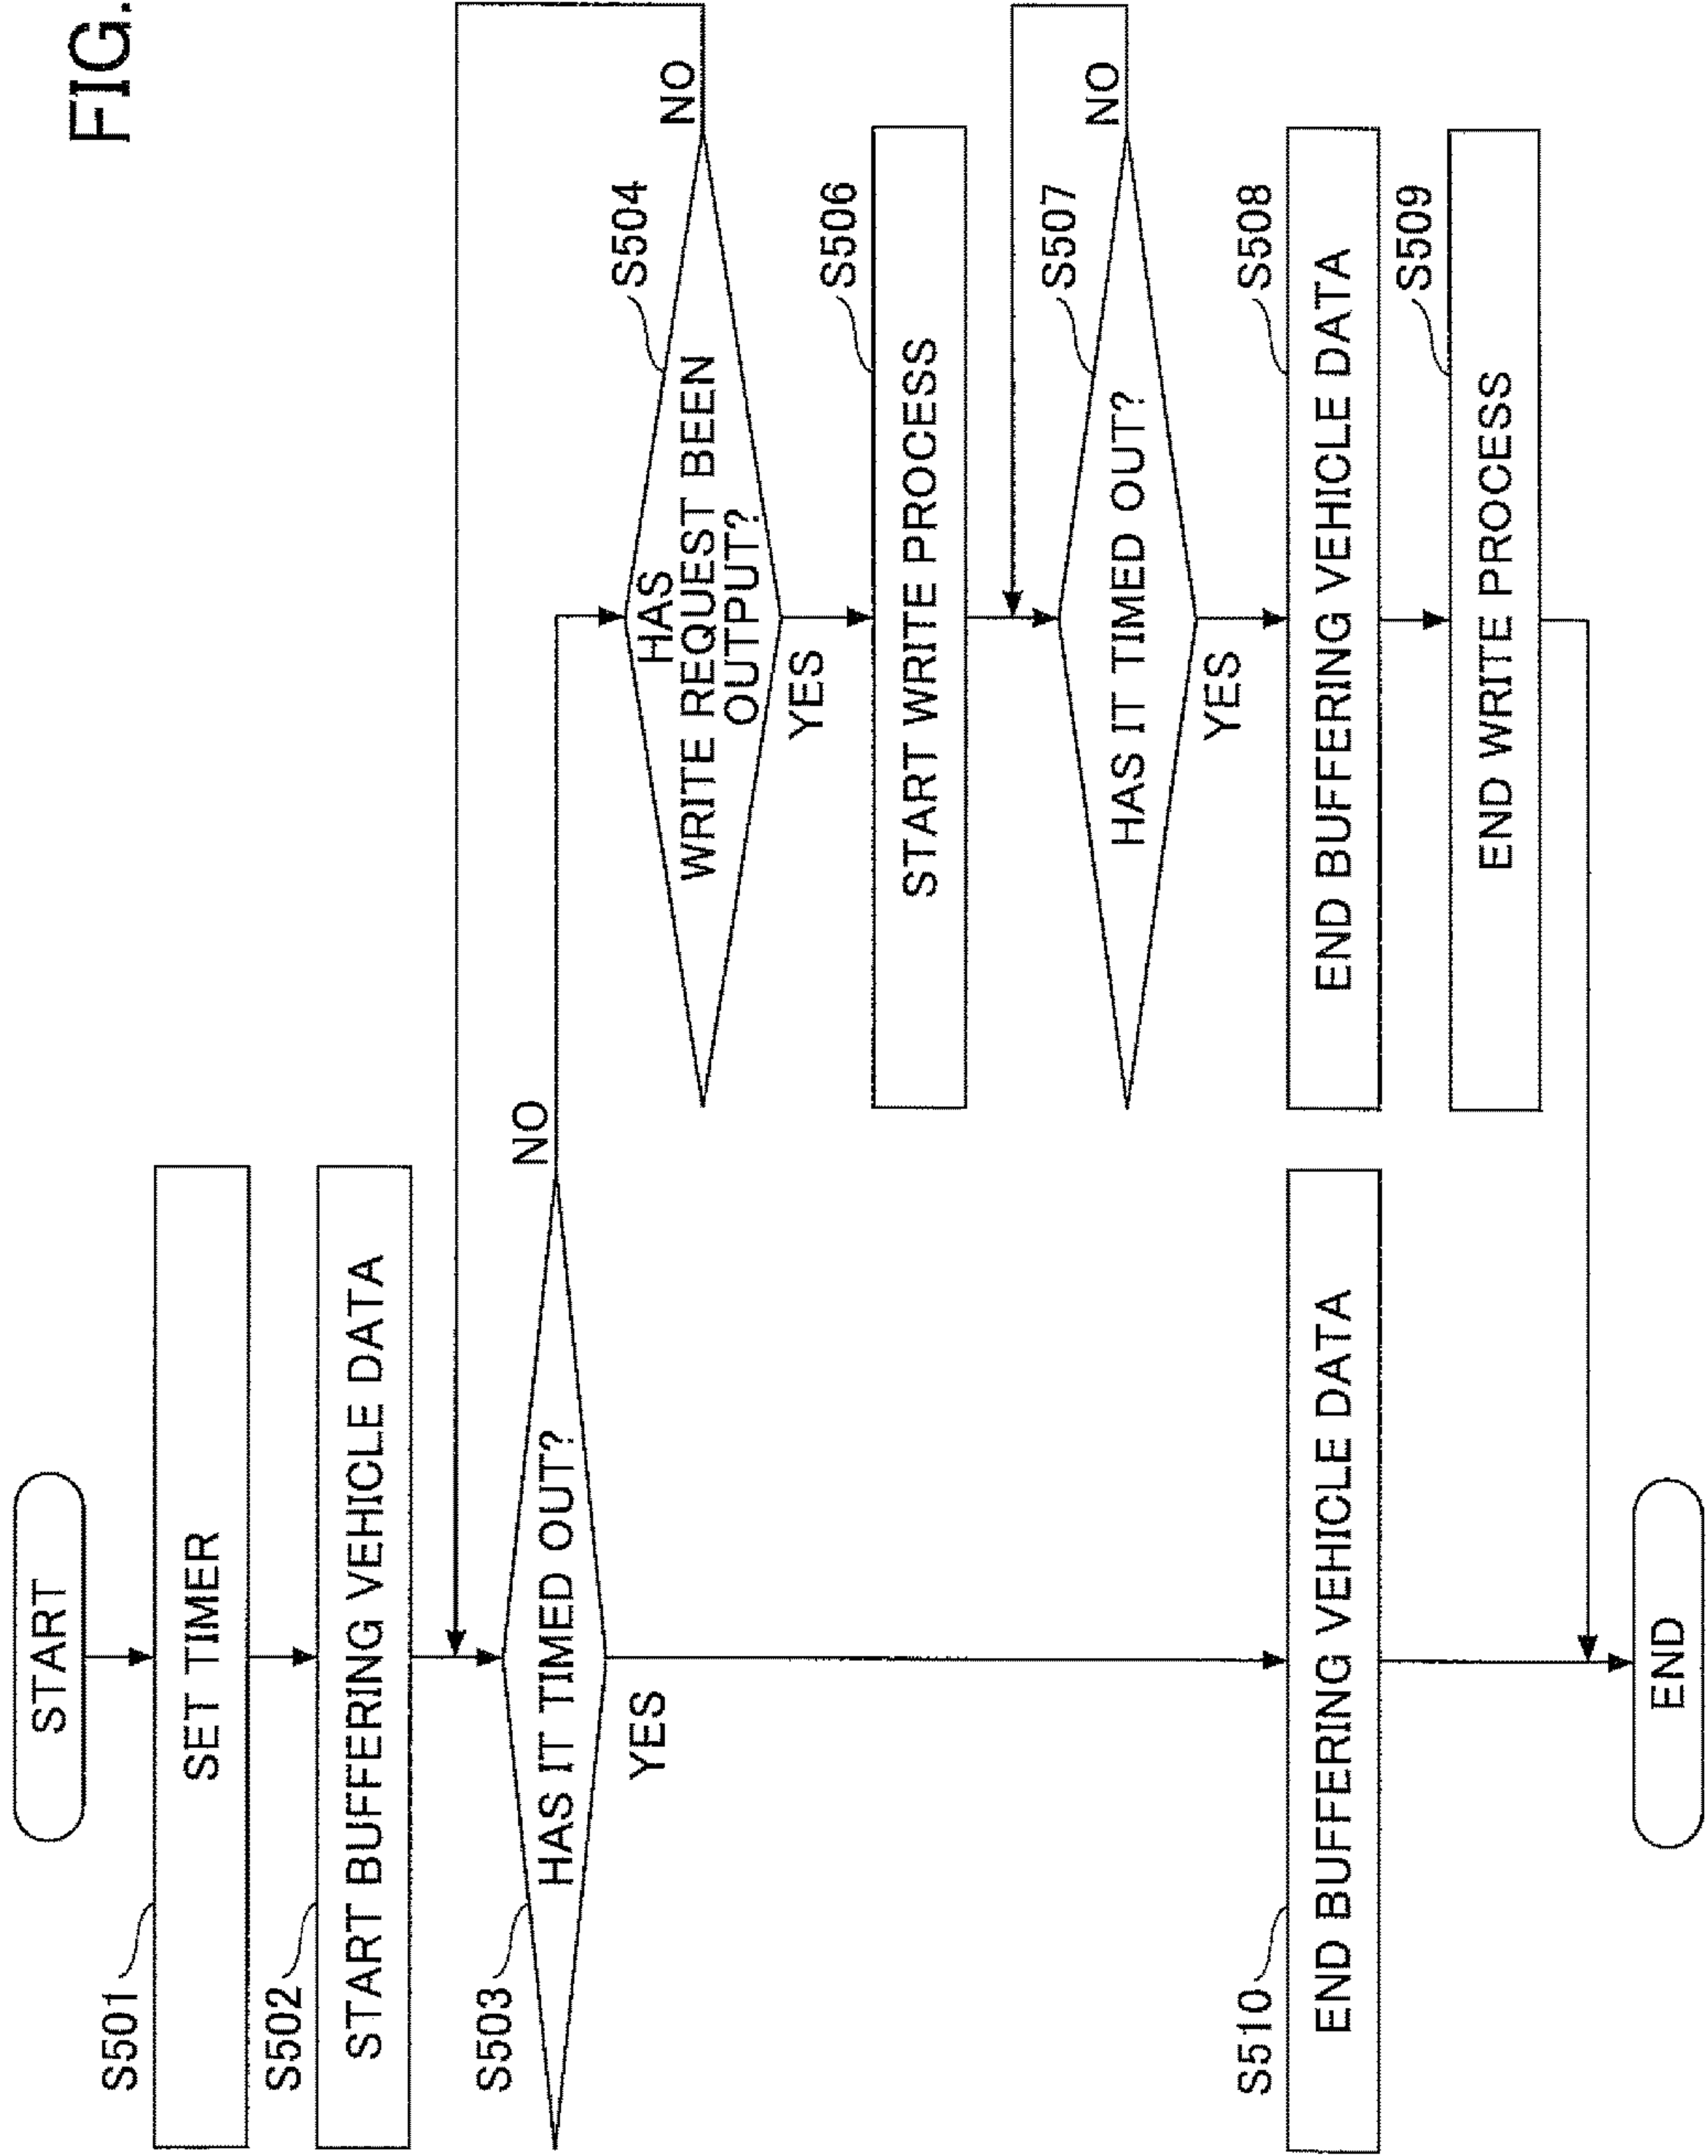 FIG.
START
S501
SET TIMER
S502
START BUFFERING VEHICLE DATA
S503
HAS IT TIMED OUT?
NO
YES
S504
HAS
WRITE REQUEST BEEN
OUTPUT?
NO
YES
S506
START WRITE PROCESS
S507
HAS IT TIMED OUT?
NO
YES
S508
END BUFFERING VEHICLE DATA
S509
END WRITE PROCESS
S510
END BUFFERING VEHICLE DATA
END